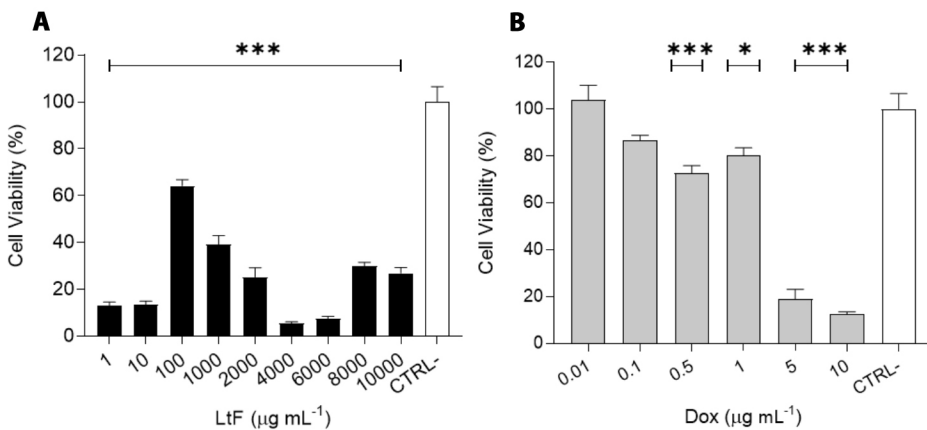 A
***
120
100
80
60
40
20
0
Cell Viability (%)
1 10 100 1000 2000 4000 6000 8000 10000 CTRL-
LtF (μg mL⁻¹)
B
*** * ***
120
100
80
60
40
20
0
Cell Viability (%)
0.01 0.1 0.5 1 5 10 CTRL-
Dox (μg mL⁻¹)